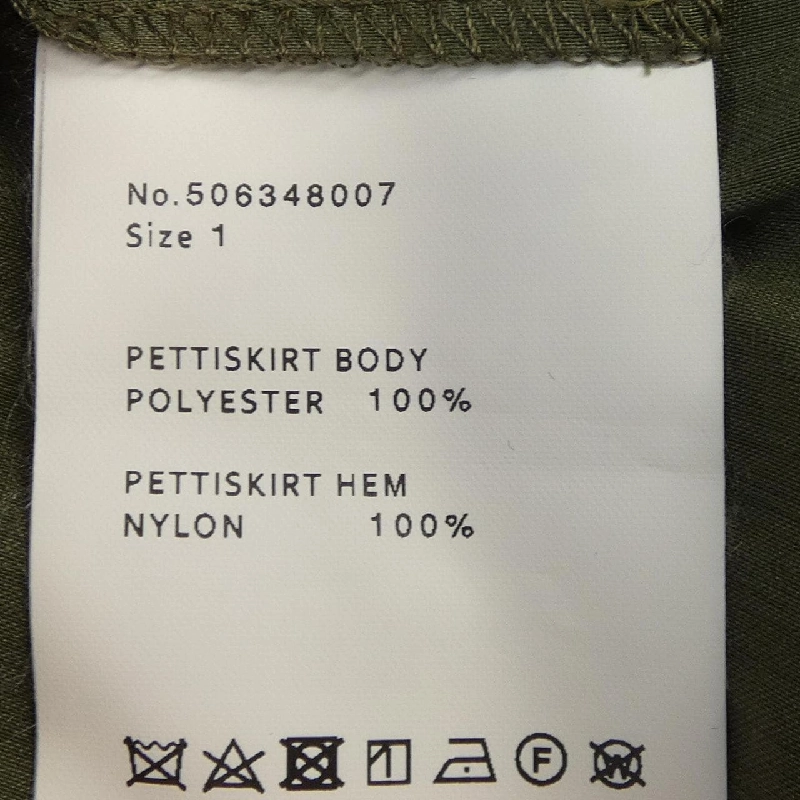 No.506348007
Size 1
PETTISKIRT BODY
POLYESTER 100%
PETTISKIRT HEM
NYLON 100%
F W